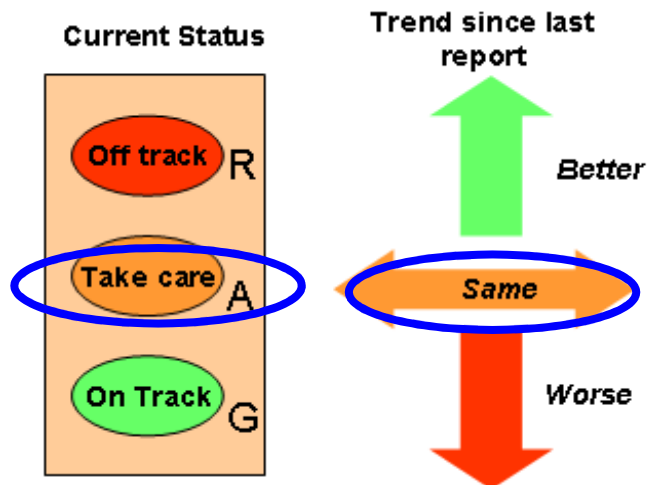 Current Status
Off track R
Take care A
On Track G
Trend since last
report
Better
Same
Worse